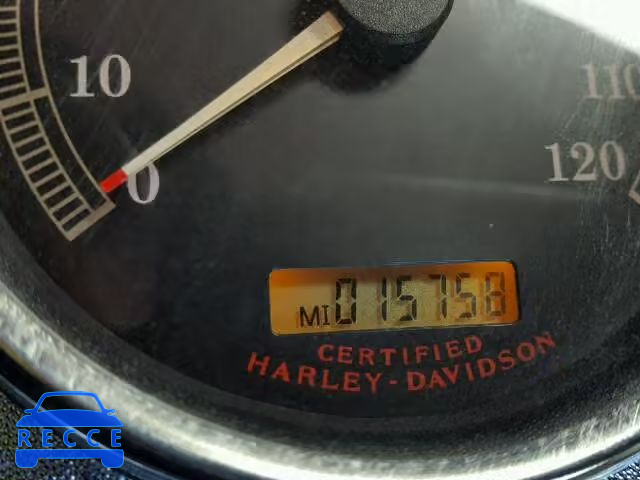 10
110
0
120
MI 015758
CERTIFIED
HARLEY-DAVIDSON
RECCE